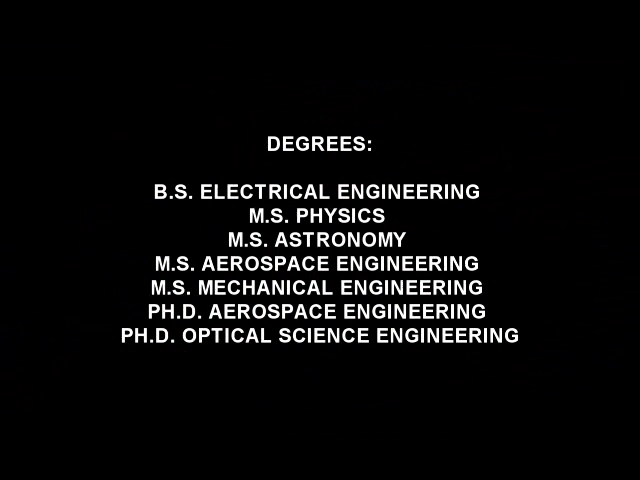 DEGREES:
B.S. ELECTRICAL ENGINEERING
M.S. PHYSICS
M.S. ASTRONOMY
M.S. AEROSPACE ENGINEERING
M.S. MECHANICAL ENGINEERING
PH.D. AEROSPACE ENGINEERING
PH.D. OPTICAL SCIENCE ENGINEERING